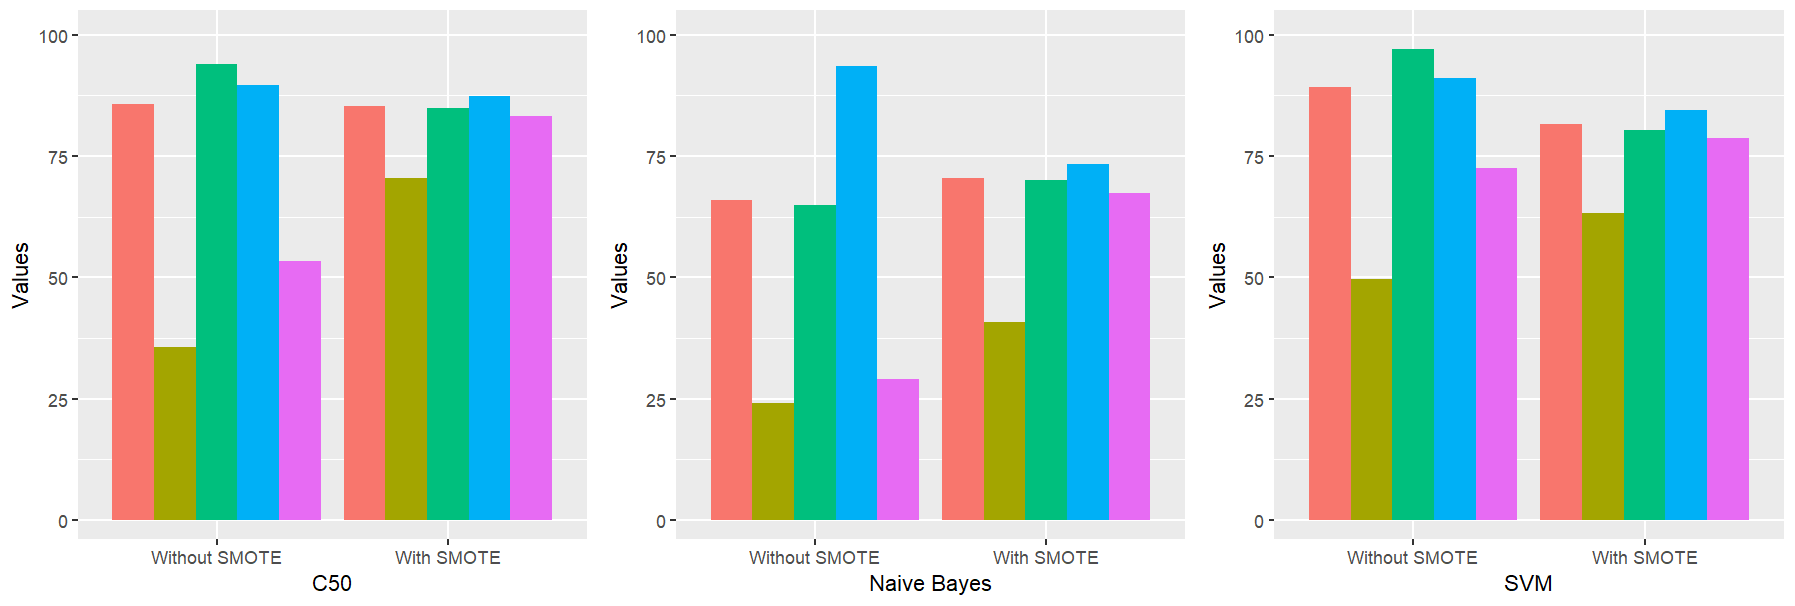 Values
100
75
50
25
0
Without SMOTE
With SMOTE
C50
Values
100
75
50
25
0
Without SMOTE
With SMOTE
Naive Bayes
Values
100
75
50
25
0
Without SMOTE
With SMOTE
SVM